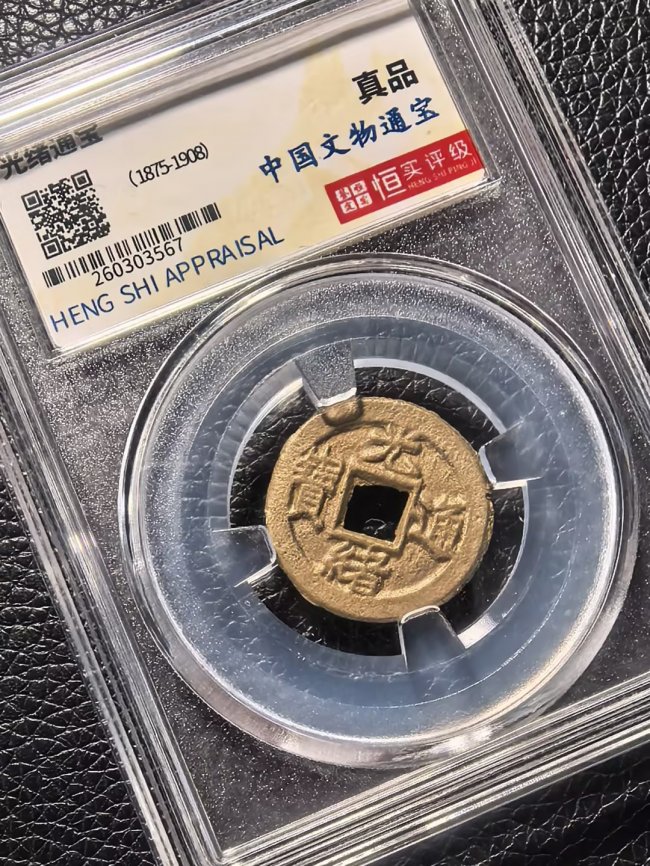 真品
光绪通宝
(1875-1908)
中国文物通宝
恒实评级
HENG SHI PING JI
260303567
HENG SHI APPRAISAL
光緒通寶